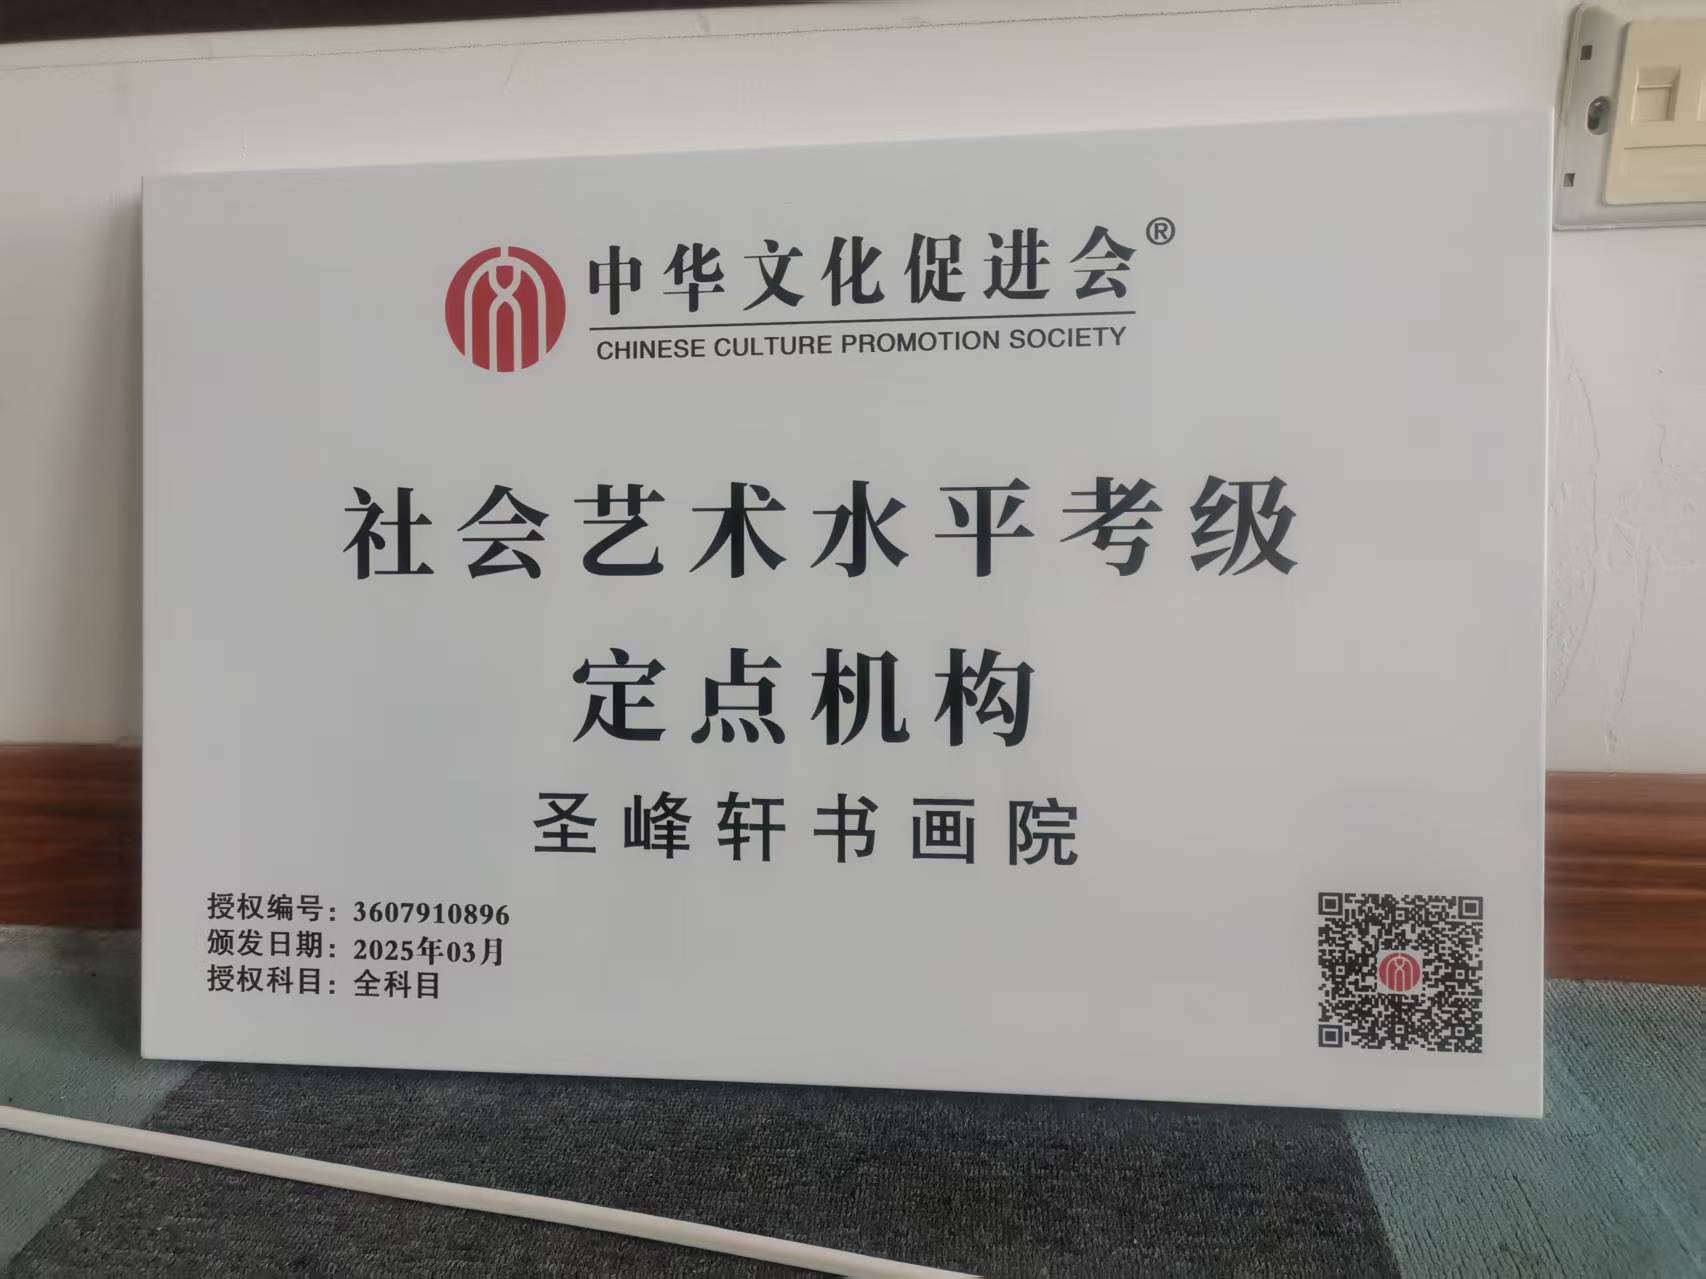 中华文化促进会®
CHINESE CULTURE PROMOTION SOCIETY
社会艺术水平考级
定点机构
圣峰轩书画院
授权编号：3607910896
颁发日期：2025年03月
授权科目：全科目